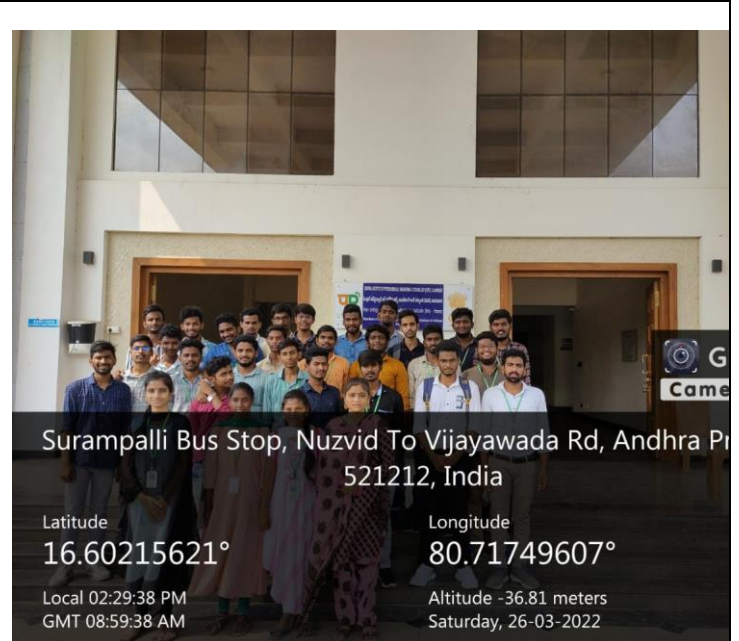 G
Came
Surampalli Bus Stop, Nuzvid To Vijayawada Rd, Andhra Pr
521212, India
Latitude
16.60215621°
Longitude
80.71749607°
Local 02:29:38 PM
GMT 08:59:38 AM
Altitude -36.81 meters
Saturday, 26-03-2022